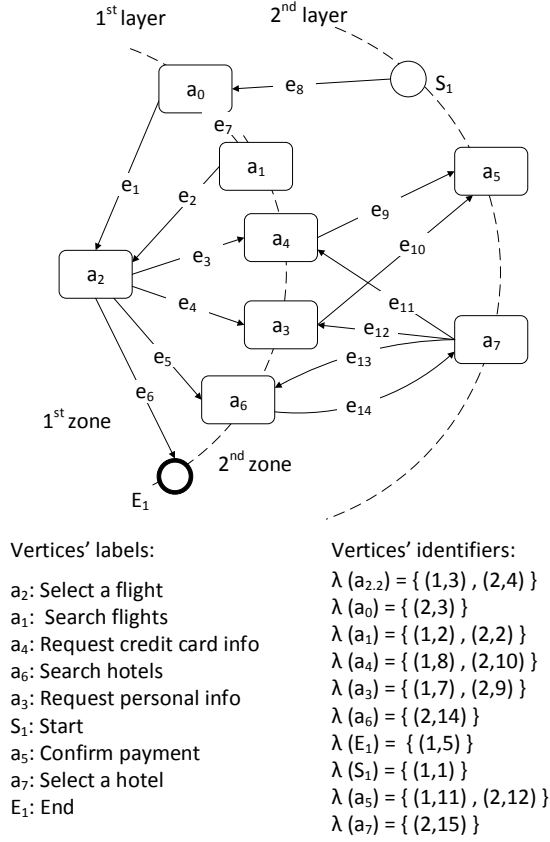 1st layer
2nd layer
a0
e8
S1
e7
a1
a5
e1
e2
e9
a4
e10
a2
e3
e4
e11
a3
e12
a7
e5
e13
e6
a6
e14
1st zone
2nd zone
E1
Vertices' labels:
a2: Select a flight
a1: Search flights
a4: Request credit card info
a6: Search hotels
a3: Request personal info
S1: Start
a5: Confirm payment
a7: Select a hotel
E1: End
Vertices' identifiers:
λ (a2.2) = { (1,3) , (2,4) }
λ (a0) = { (2,3) }
λ (a1) = { (1,2) , (2,2) }
λ (a4) = { (1,8) , (2,10) }
λ (a3) = { (1,7) , (2,9) }
λ (a6) = { (2,14) }
λ (E1) = { (1,5) }
λ (S1) = { (1,1) }
λ (a5) = { (1,11) , (2,12) }
λ (a7) = { (2,15) }